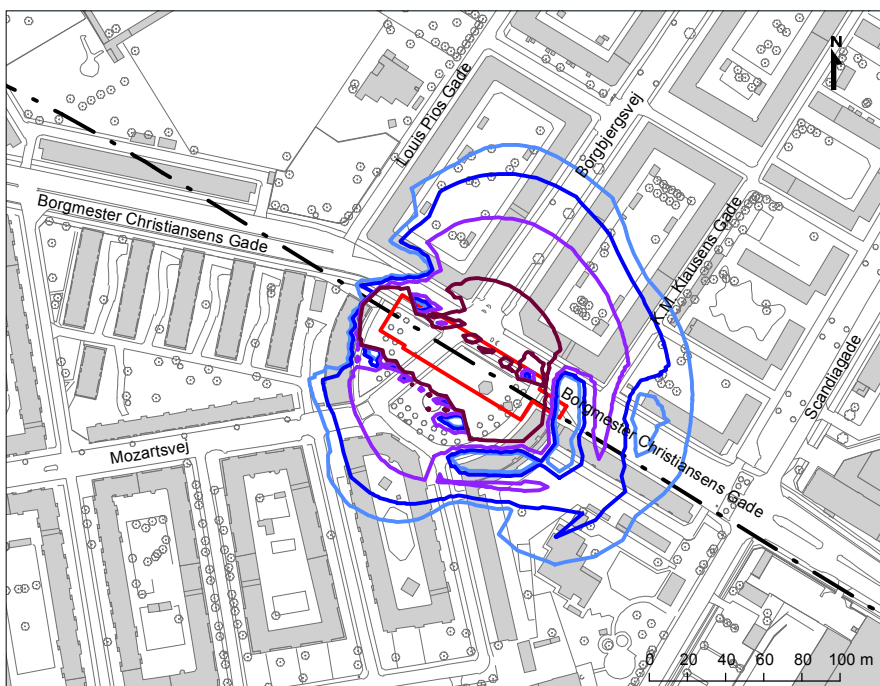 N
Louis Pios Gade
Borgbjergsvej
Borgmester Christiansens Gade
K.M. Klausens Gade
Scandiagade
Borgmester Christiansens Gade
Mozartsvej
0 20 40 60 80 100 m